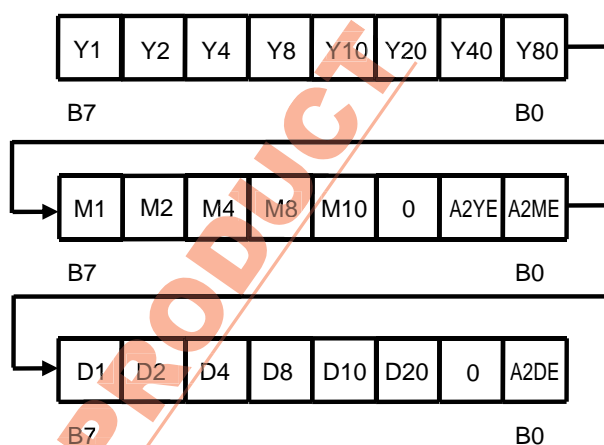 Y1 Y2 Y4 Y8 Y10 Y20 Y40 Y80
B7 B0
M1 M2 M4 M8 M10 0 A2YE A2ME
B7 B0
D1 D2 D4 D8 D10 D20 0 A2DE
B7 B0
PRODUCT